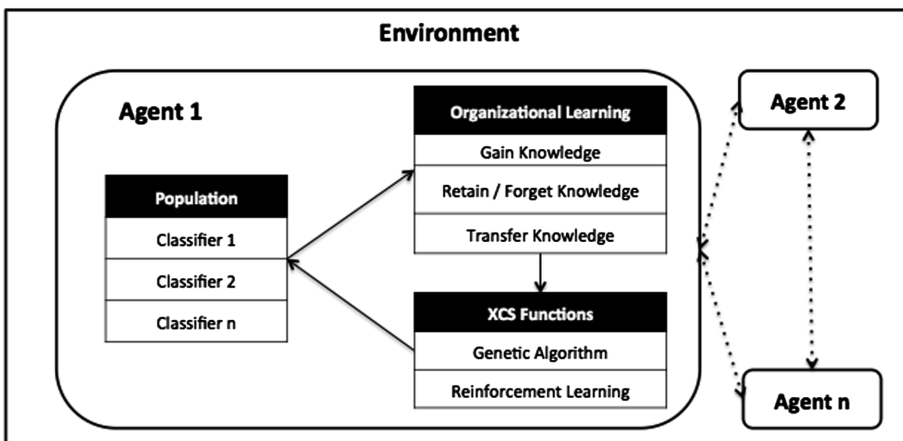 Environment
Agent 1
Population
Classifier 1
Classifier 2
Classifier n
Organizational Learning
Gain Knowledge
Retain / Forget Knowledge
Transfer Knowledge
XCS Functions
Genetic Algorithm
Reinforcement Learning
Agent 2
Agent n